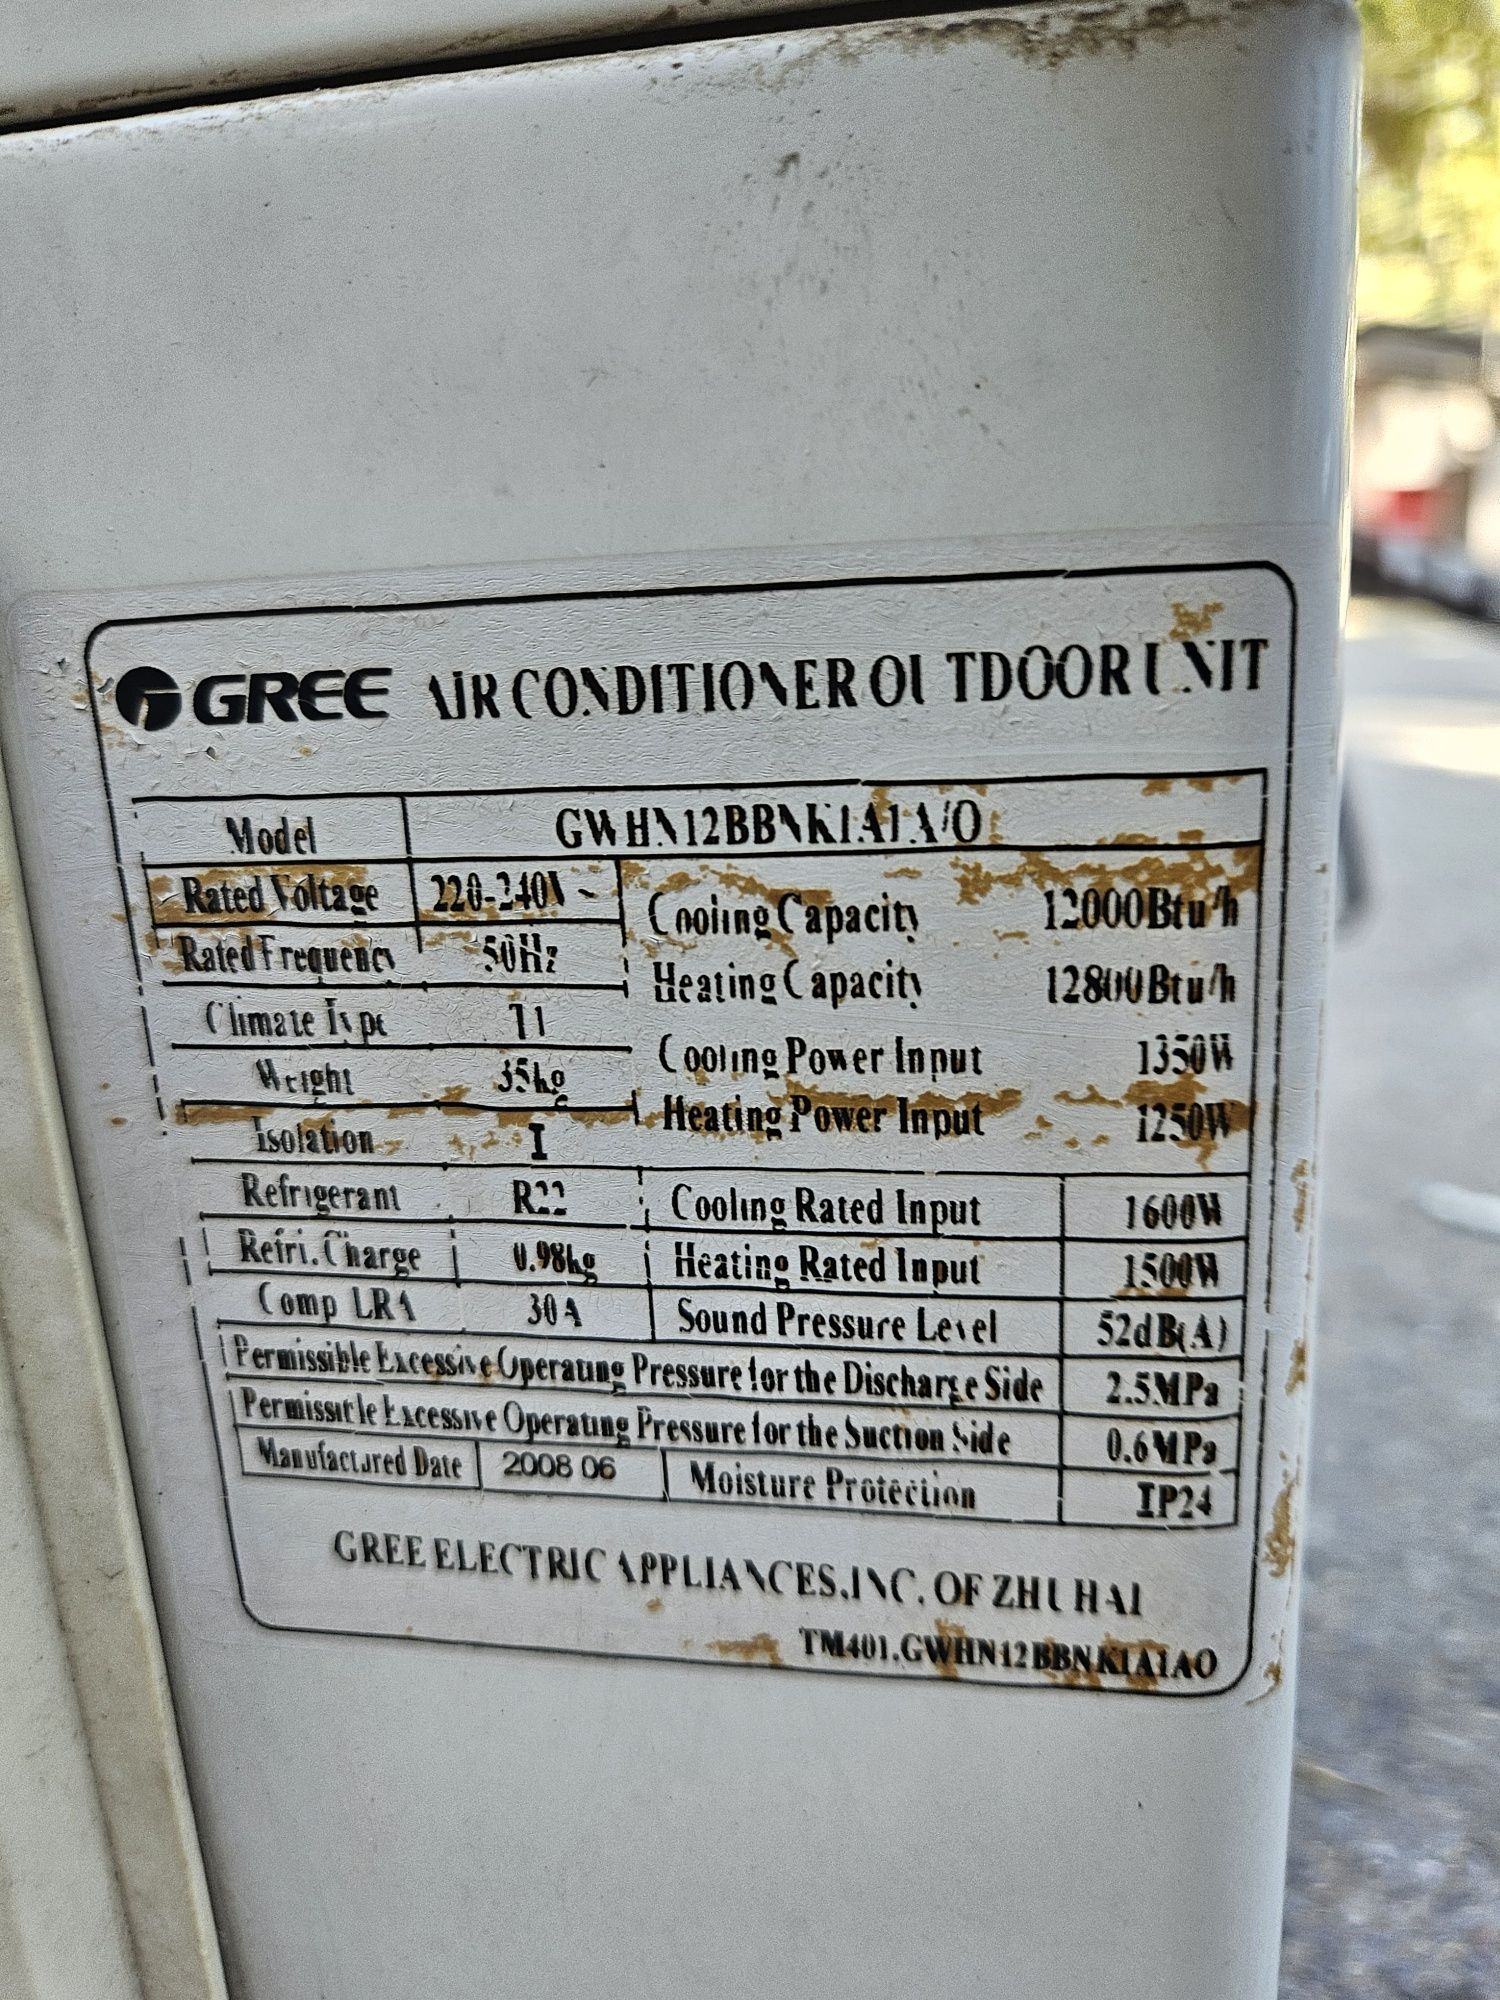 GREE AIR CONDITIONER OUTDOOR UNIT
Model GWHN12BBNK1A1A/O
Rated Voltage 220-240V ~ Cooling Capacity 12000Btu/h
Rated Frequency 50Hz Heating Capacity 12800Btu/h
Climate Type T1 Cooling Power Input 1350W
Weight 35kg Heating Power Input 1250W
Isolation I
Refrigerant R22 Cooling Rated Input 1600W
Refri. Charge 0.98kg Heating Rated Input 1500W
Comp LRA 30A Sound Pressure Level 52dB(A)
Permissible Excessive Operating Pressure for the Discharge Side 2.5MPa
Permissible Excessive Operating Pressure for the Suction Side 0.6MPa
Manufactured Date 2008 06 Moisture Protection IP24
GREE ELECTRIC APPLIANCES,INC. OF ZHUHAI
TM401.GWHN12BBNK1A1AO